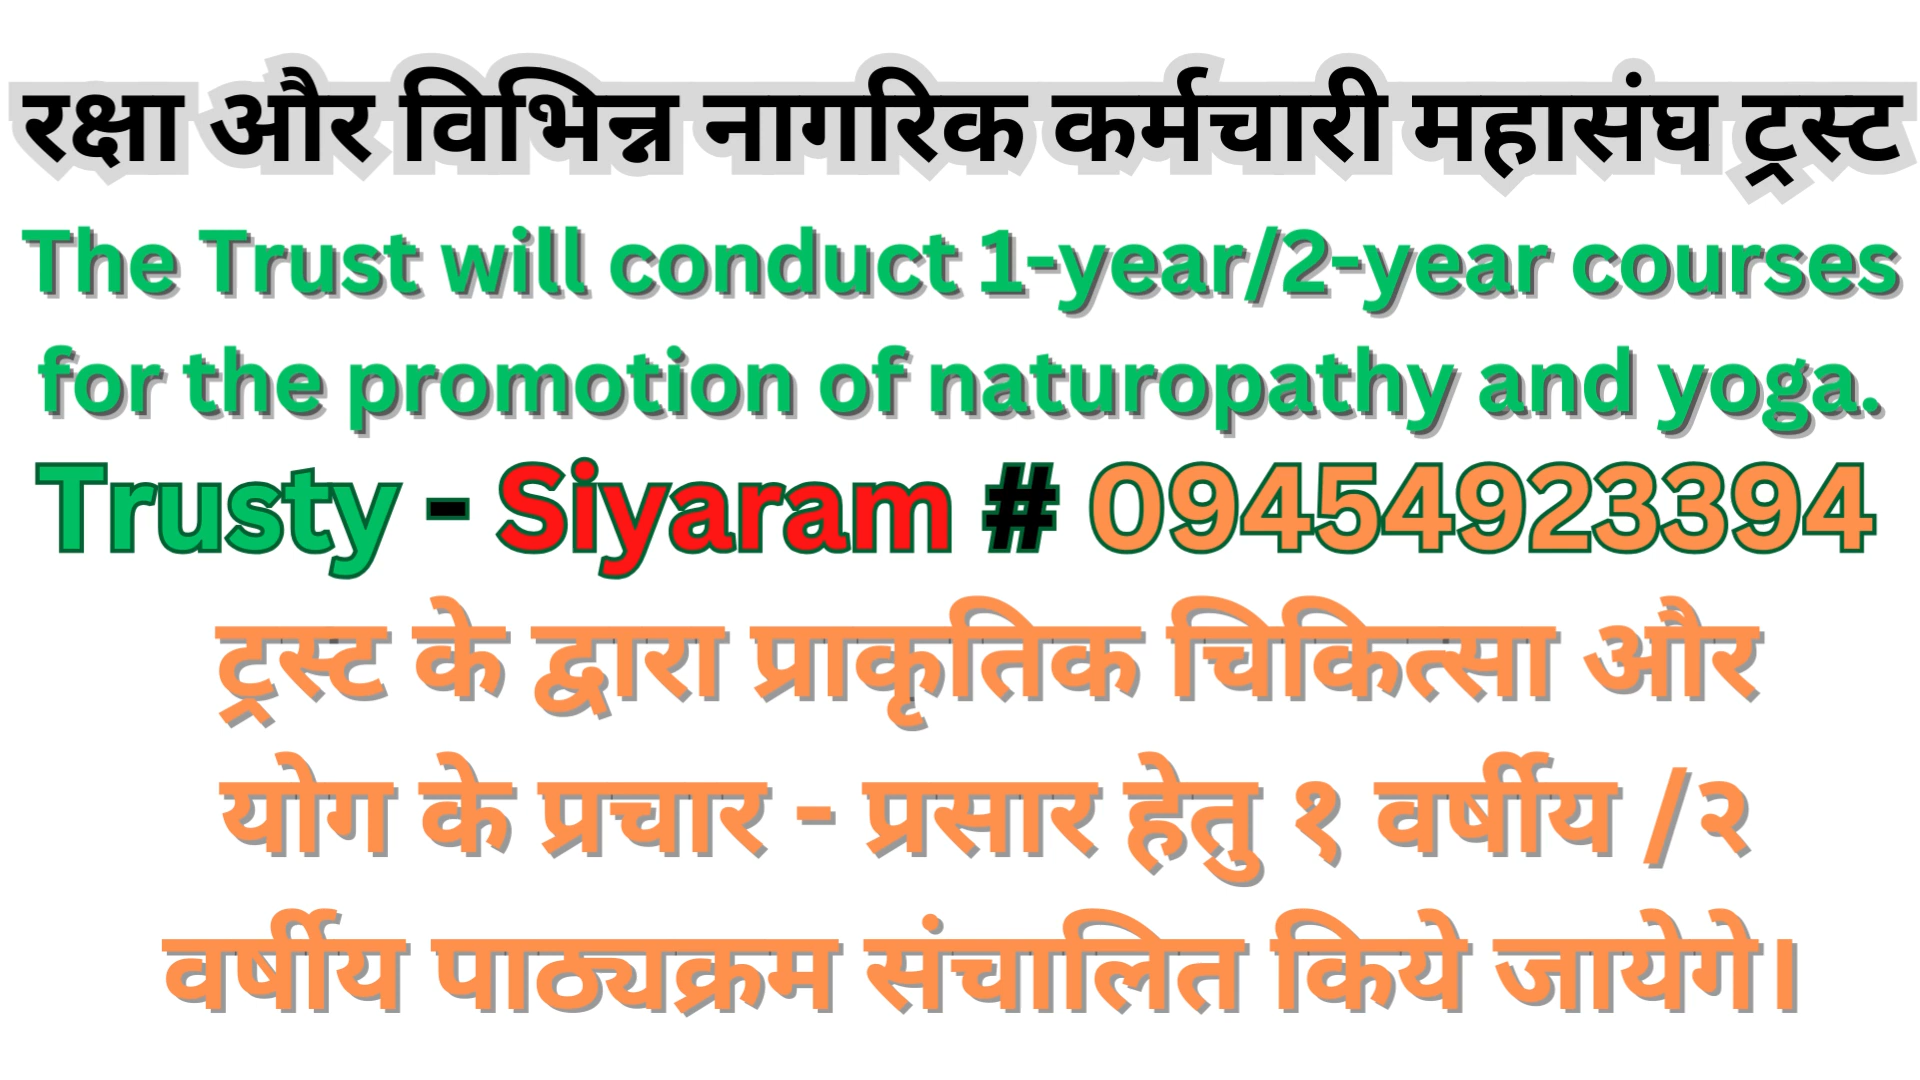 रक्षा और विभिन्न नागरिक कर्मचारी महासंघ ट्रस्ट
The Trust will conduct 1-year/2-year courses
for the promotion of naturopathy and yoga.
Trusty - Siyaram # 09454923394
ट्रस्ट के द्वारा प्राकृतिक चिकित्सा और
योग के प्रचार - प्रसार हेतु १ वर्षीय /२
वर्षीय पाठ्यक्रम संचालित किये जायेगे।